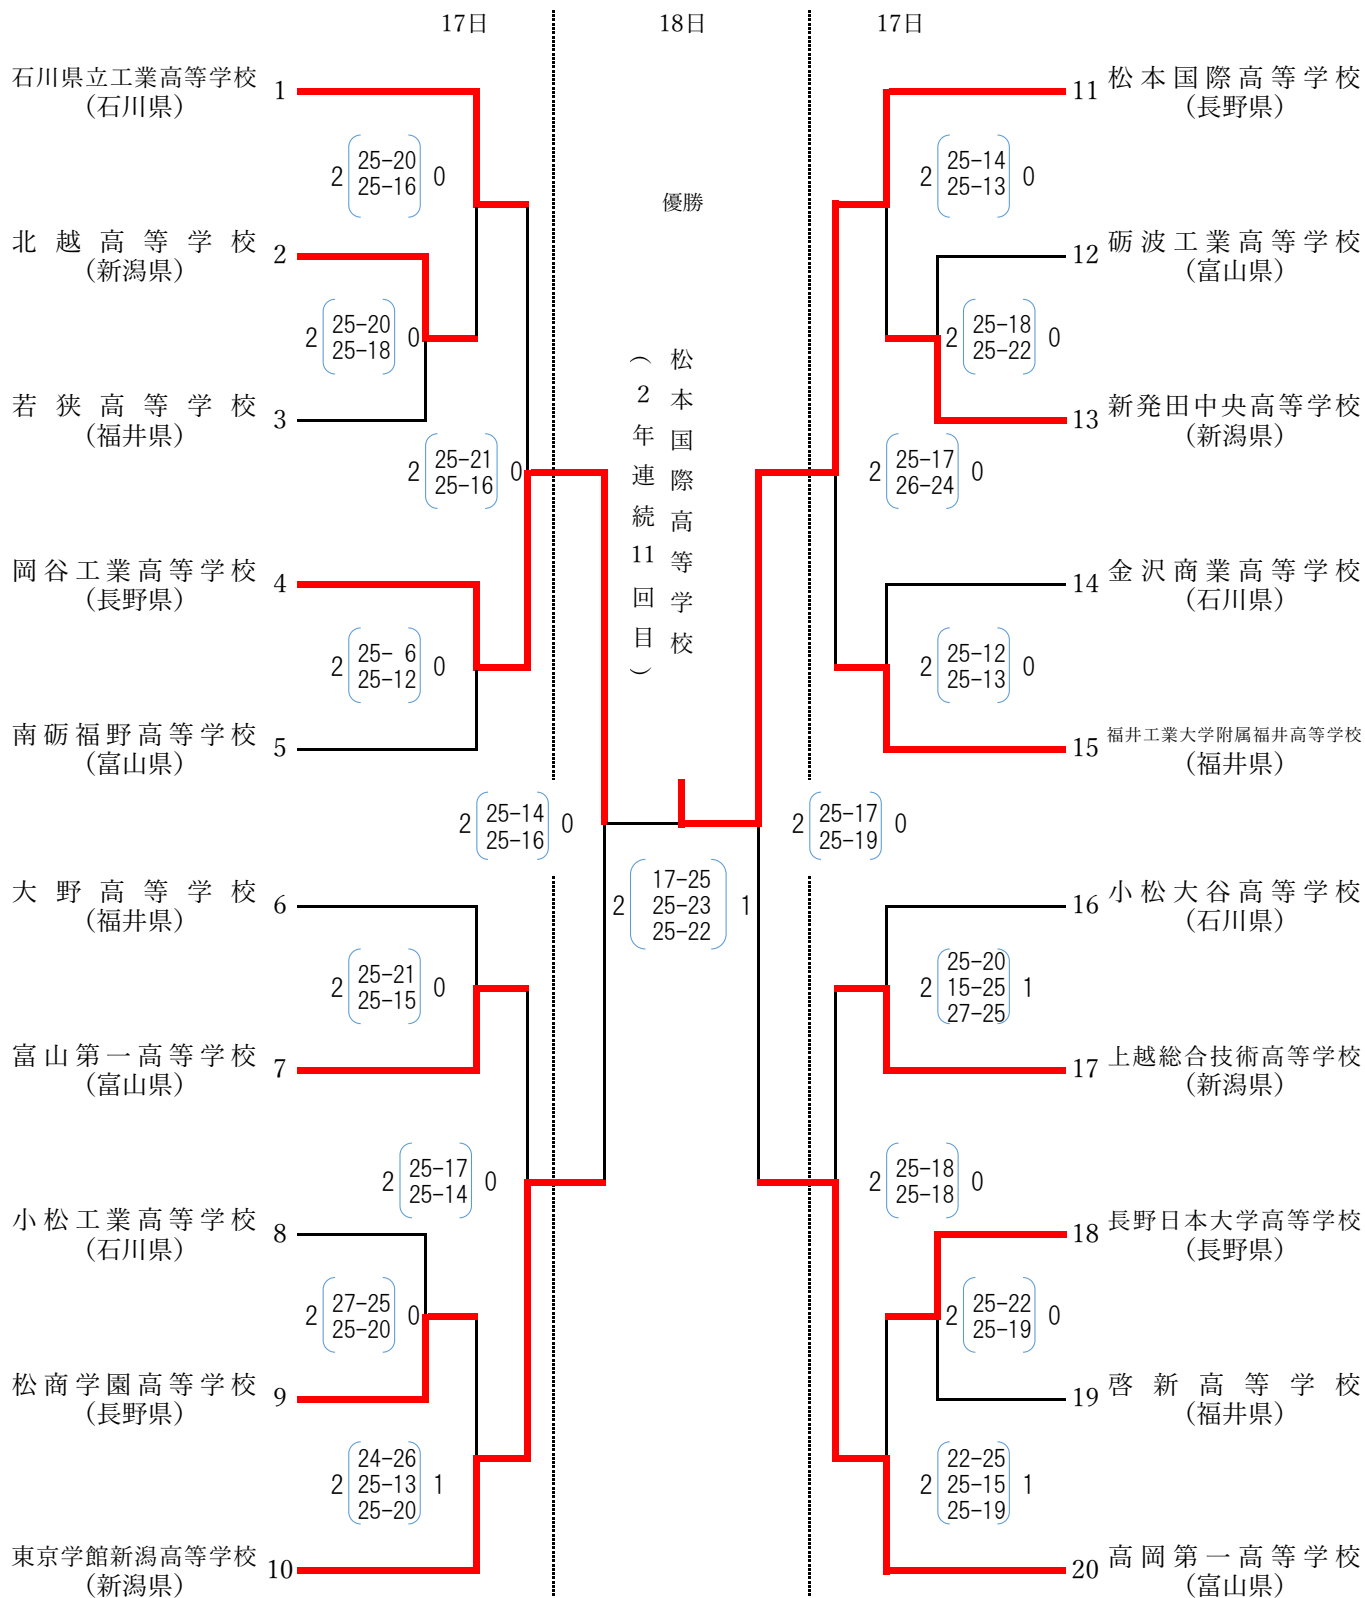 17日
18日
17日
石川県立工業高等学校
(石川県)
1
2
25-20
25-16
0
北越高等学校
(新潟県)
2
2
25-20
25-18
0
若狭高等学校
(福井県)
3
2
25-21
25-16
0
岡谷工業高等学校
(長野県)
4
2
25- 6
25-12
0
南砺福野高等学校
(富山県)
5
2
25-14
25-16
0
大野高等学校
(福井県)
6
2
25-21
25-15
0
富山第一高等学校
(富山県)
7
2
25-17
25-14
0
小松工業高等学校
(石川県)
8
2
27-25
25-20
0
松商学園高等学校
(長野県)
9
2
24-26
25-13
25-20
1
東京学館新潟高等学校
(新潟県)
10
優勝
松本国際高等学校
(2年連続11回目)
2
17-25
25-23
25-22
1
11
松本国際高等学校
(長野県)
2
25-14
25-13
0
12
砺波工業高等学校
(富山県)
2
25-18
25-22
0
13
新発田中央高等学校
(新潟県)
2
25-17
26-24
0
14
金沢商業高等学校
(石川県)
2
25-12
25-13
0
15
福井工業大学附属福井高等学校
(福井県)
2
25-17
25-19
0
16
小松大谷高等学校
(石川県)
2
25-20
15-25
27-25
1
17
上越総合技術高等学校
(新潟県)
2
25-18
25-18
0
18
長野日本大学高等学校
(長野県)
2
25-22
25-19
0
19
啓新高等学校
(福井県)
2
22-25
25-15
25-19
1
20
高岡第一高等学校
(富山県)